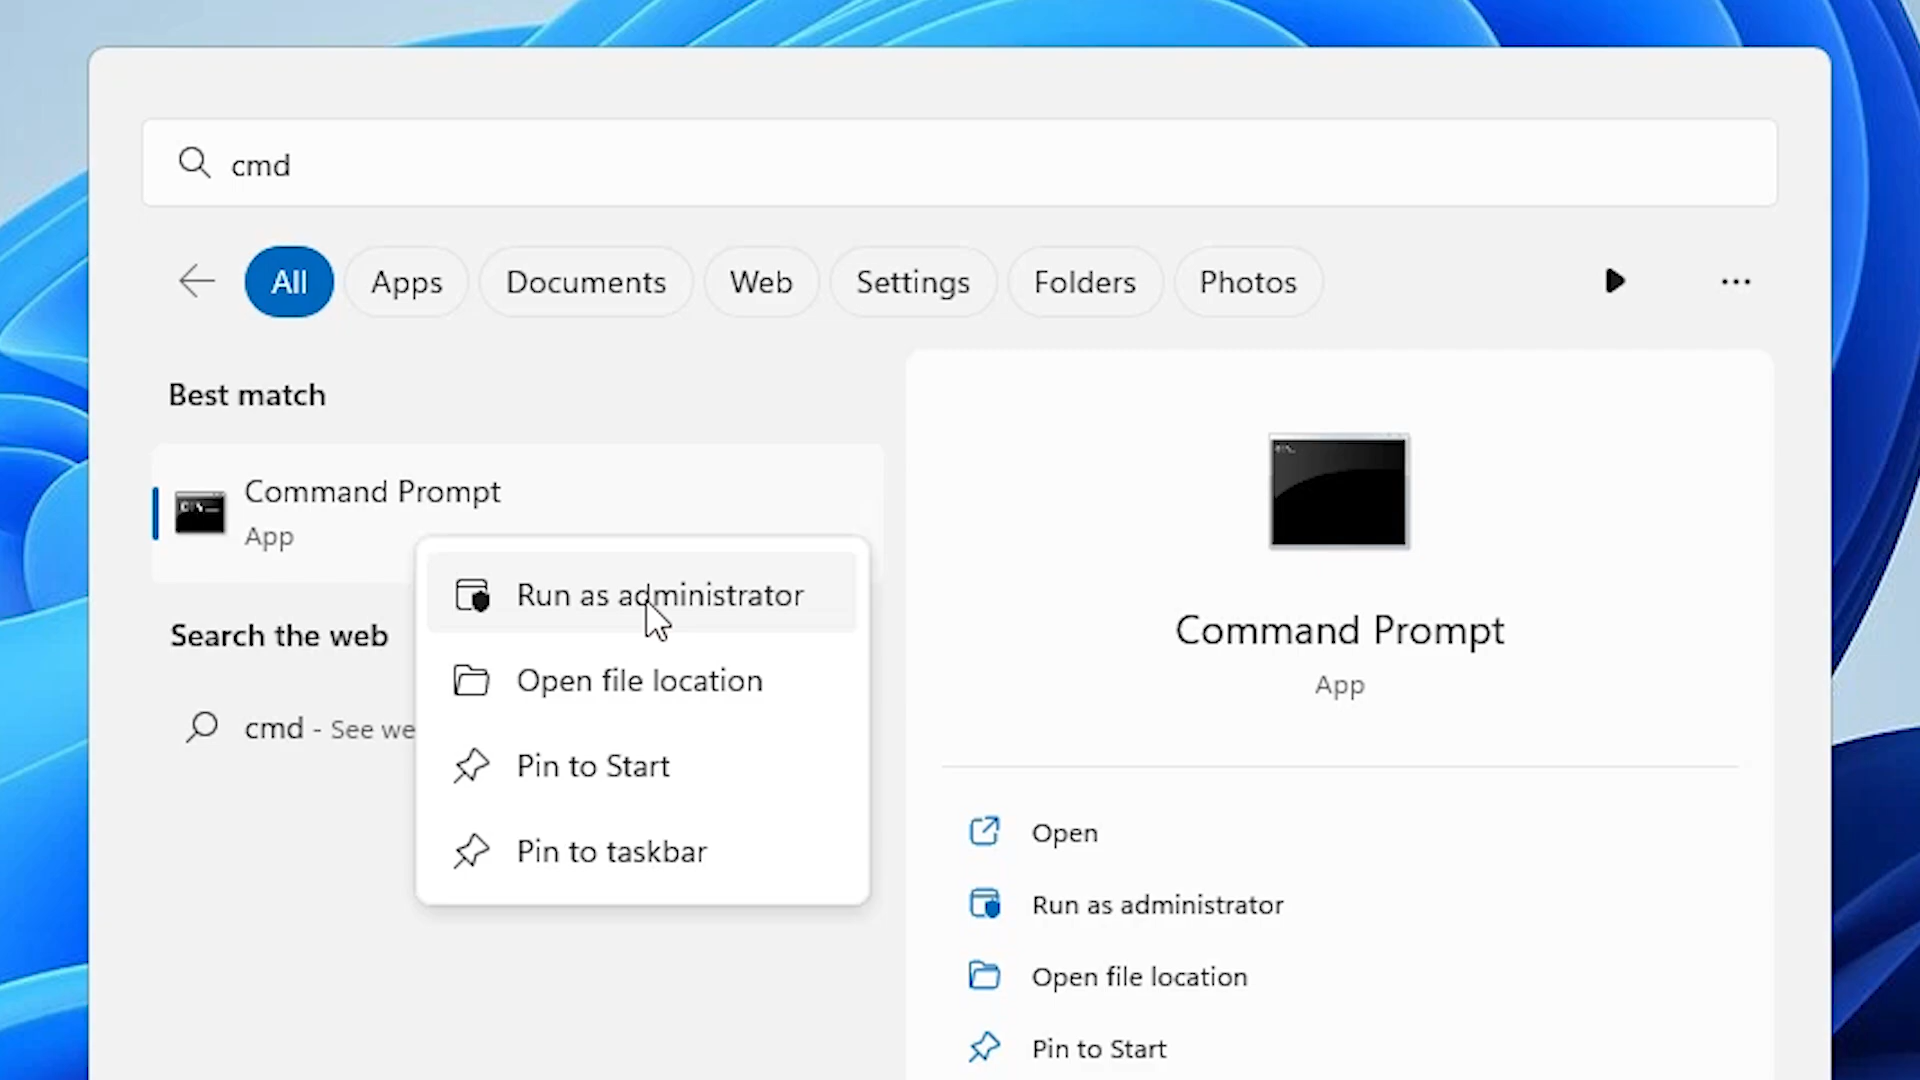 cmd
All
Apps
Documents
Web
Settings
Folders
Photos
Best match
Command Prompt
App
Run as administrator
Search the web
Open file location
cmd - See we
Pin to Start
Pin to taskbar
Command Prompt
App
Open
Run as administrator
Open file location
Pin to Start